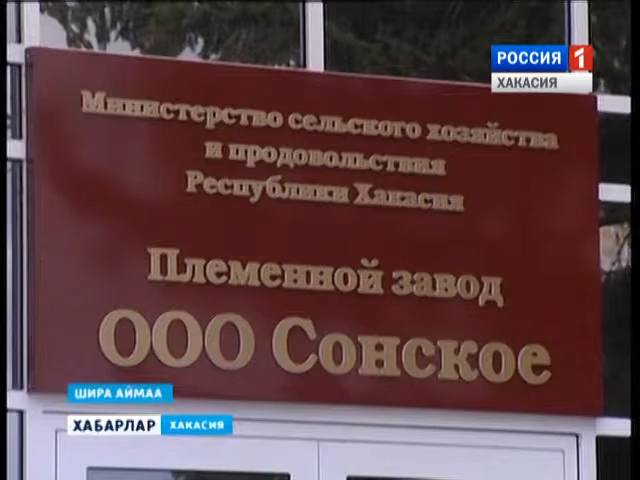 РОССИЯ 1
ХАКАСИЯ
Министерство сельского хозяйства
и продовольствия
Республики Хакасия
Племенной завод
ООО Сонское
ШИРА АЙМАА
ХАБАРЛАР ХАКАСИЯ